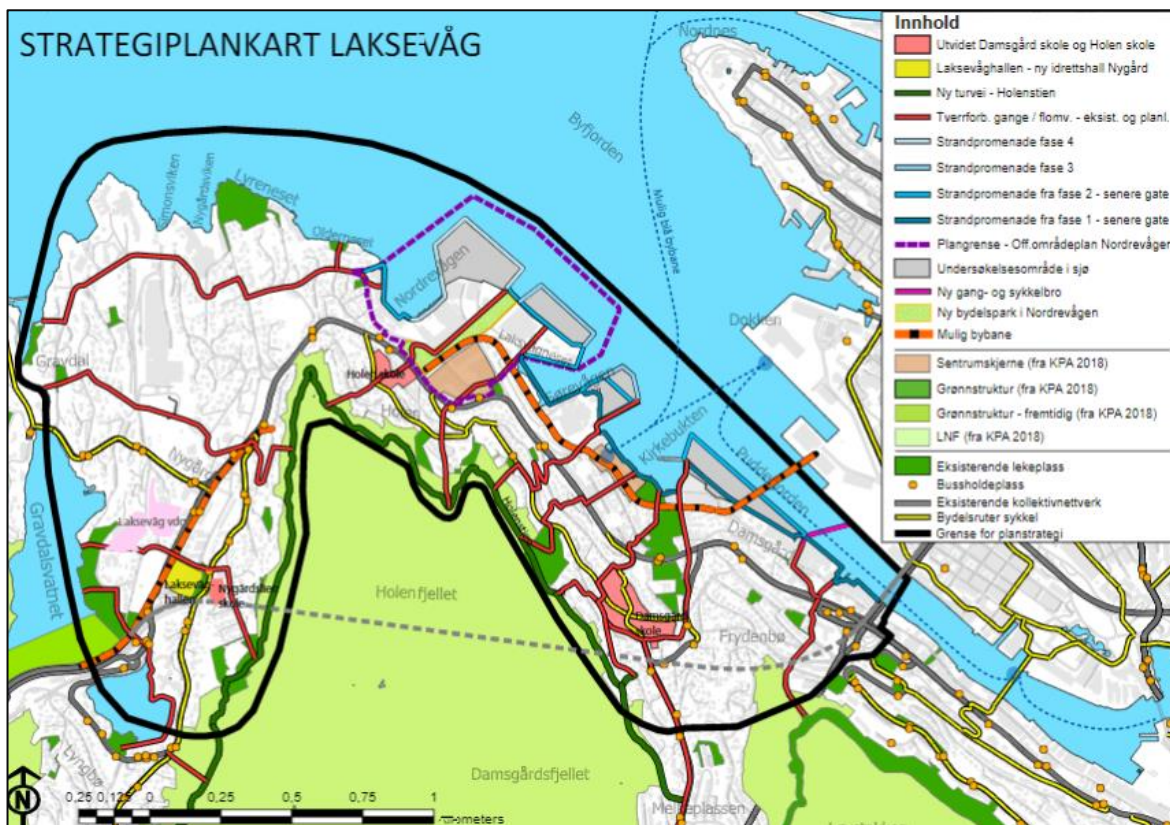 STRATEGIPLANKART LAKSEVÅG
Innhold
Utvidet Damsgård skole og Holen skole
Laksevåghallen - ny idrettshall Nygård
Ny turvei - Holenstien
Tverrforb. gange / flomv. - eksist. og planl.
Strandpromenade fase 4
Strandpromenade fase 3
Strandpromenade fra fase 2 - senere gate
Strandpromenade fra fase 1 - senere gate
Plangrense - Off.områdeplan Nordrevågen
Undersøkelsesområde i sjø
Ny gang- og sykkelbro
Ny bydelspark i Nordrevågen
Mulig bybane
Sentrumskjerne (fra KPA 2018)
Grønnstruktur (fra KPA 2018)
Grønnstruktur - fremtidig (fra KPA 2018)
LNF (fra KPA 2018)
Eksisterende lekeplass
Bussholdeplass
Eksisterende kollektivnettverk
Bydelsruter sykkel
Grense for planstrategi
Nordnes
Byfjorden
Mulig blå bybane
Simonsviken
Nygårdsviken
Lyreneset
Olderneset
Nordrevågen
Laksevågneset
Dokken
Gravdal
Holen skole
Kirkebukten
Puddefjorden
Nygård
Damsgård
Laksevåg vdg
Gravdalsvatnet
Laksevåg
hallen
skole
Holenfjellet
Damsgård
skole
Frydenbø
Damsgårdsfjellet
Melkeplassen
N
0,25 0,125 0 0,25 0,5 1